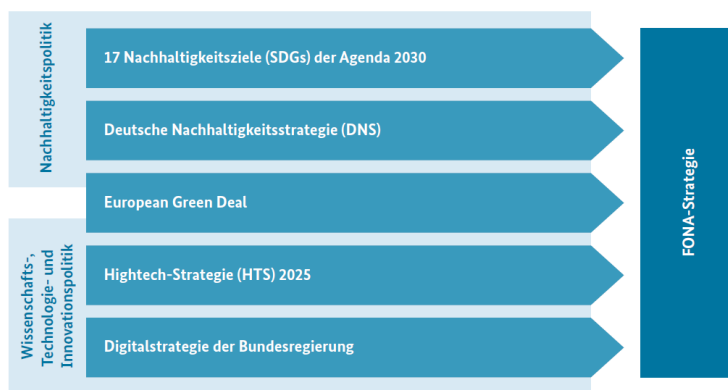 Nachhaltigkeitspolitik
17 Nachhaltigkeitsziele (SDGs) der Agenda 2030
Deutsche Nachhaltigkeitsstrategie (DNS)
European Green Deal
Wissenschafts-,
Technologie- und
Innovationspolitik
Hightech-Strategie (HTS) 2025
Digitalstrategie der Bundesregierung
FONA-Strategie